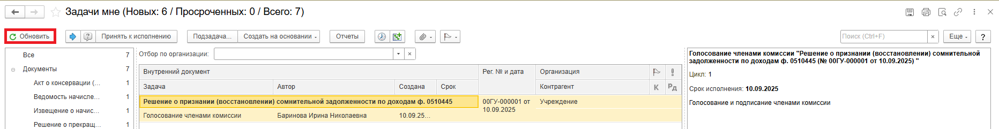 Задачи мне (Новых: 6 / Просроченных: 0 / Всего: 7)
Обновить
Принять к исполнению
Подзадача...
Создать на основании
Отчеты
Поиск (Ctrl+F)
×
Еще
?
Все 7
Документы 7
Акт о консервации (... 1
Ведомость начисле... 1
Извещение о начис... 1
Решение о прекращ... 1
Отбор по организации:
Внутренний документ Рег. № и дата Организация
Задача Автор Создана Срок Контрагент К Рд
Решение о признании (восстановлении) сомнительной задолженности по доходам ф. 0510445 00ГУ-000001 от Учреждение
10.09.2025
Голосование членами комиссии Баринова Ирина Николаевна 10.09.25...
Голосование членами комиссии "Решение о признании (восстановлении) сомнительной
задолженности по доходам ф. 0510445 (№ 00ГУ-000001 от 10.09.2025) "
Цикл: 1
Срок исполнения: 10.09.2025
Голосование и подписание членами комиссии